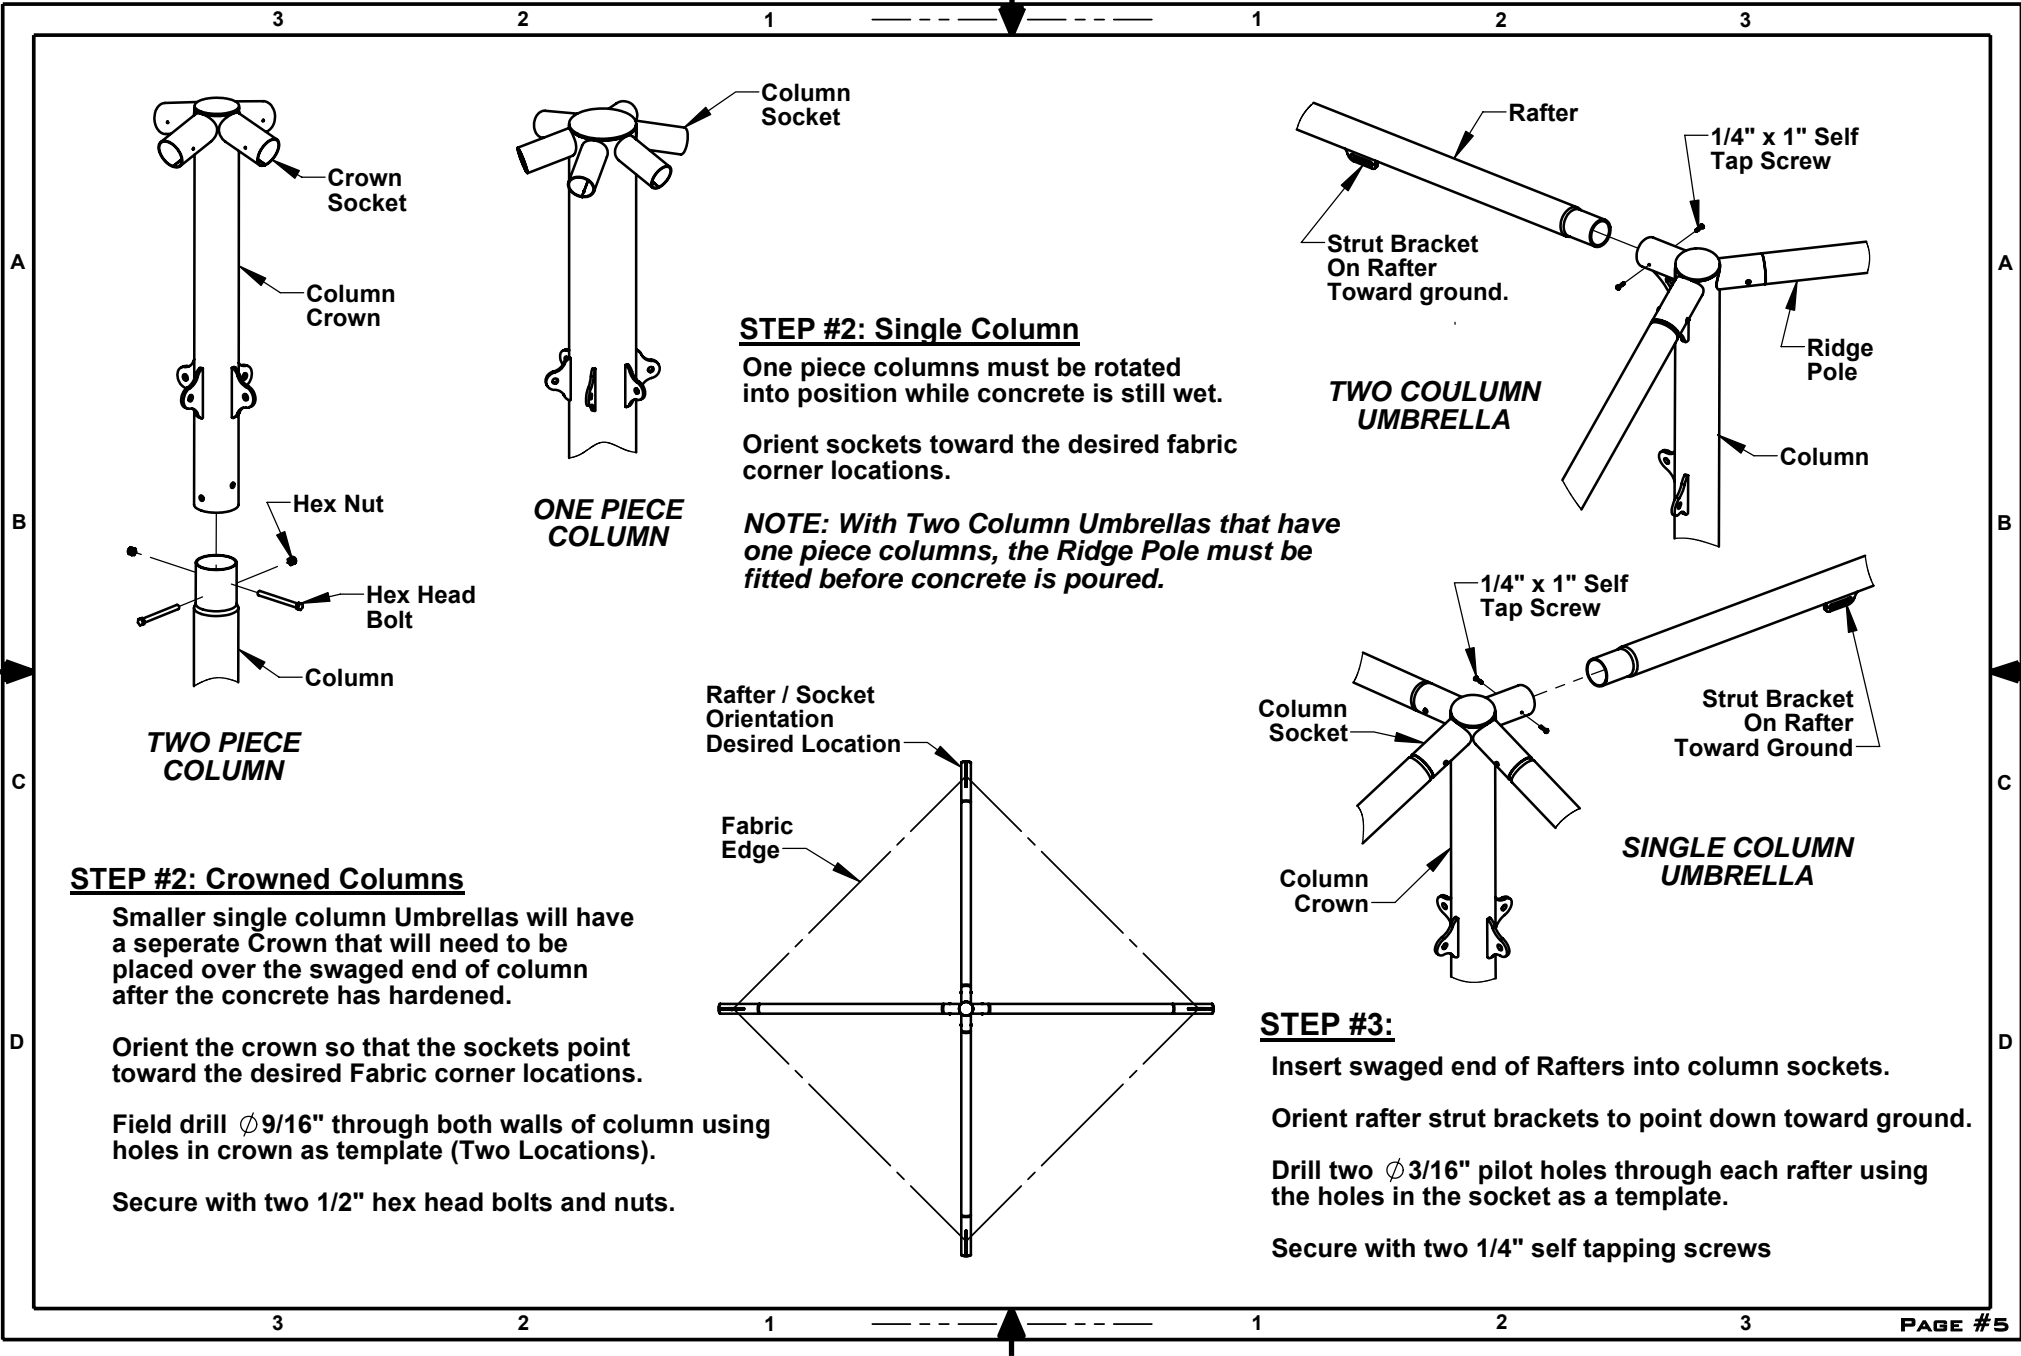 3 2 1 1 2 3
Crown
Socket
Column
Crown
Hex Nut
Hex Head
Bolt
Column
TWO PIECE
COLUMN
Column
Socket
ONE PIECE
COLUMN
STEP #2: Single Column
One piece columns must be rotated
into position while concrete is still wet.
Orient sockets toward the desired fabric
corner locations.
NOTE: With Two Column Umbrellas that have
one piece columns, the Ridge Pole must be
fitted before concrete is poured.
Rafter
1/4" x 1" Self
Tap Screw
Strut Bracket
On Rafter
Toward ground.
Ridge
Pole
TWO COULUMN
UMBRELLA
Column
1/4" x 1" Self
Tap Screw
Column
Socket
Strut Bracket
On Rafter
Toward Ground
Column
Crown
SINGLE COLUMN
UMBRELLA
Rafter / Socket
Orientation
Desired Location
Fabric
Edge
STEP #2: Crowned Columns
Smaller single column Umbrellas will have
a seperate Crown that will need to be
placed over the swaged end of column
after the concrete has hardened.
Orient the crown so that the sockets point
toward the desired Fabric corner locations.
Field drill ∅9/16" through both walls of column using
holes in crown as template (Two Locations).
Secure with two 1/2" hex head bolts and nuts.
STEP #3:
Insert swaged end of Rafters into column sockets.
Orient rafter strut brackets to point down toward ground.
Drill two ∅3/16" pilot holes through each rafter using
the holes in the socket as a template.
Secure with two 1/4" self tapping screws
A A
B B
C C
D D
3 2 1 1 2 3
PAGE #5